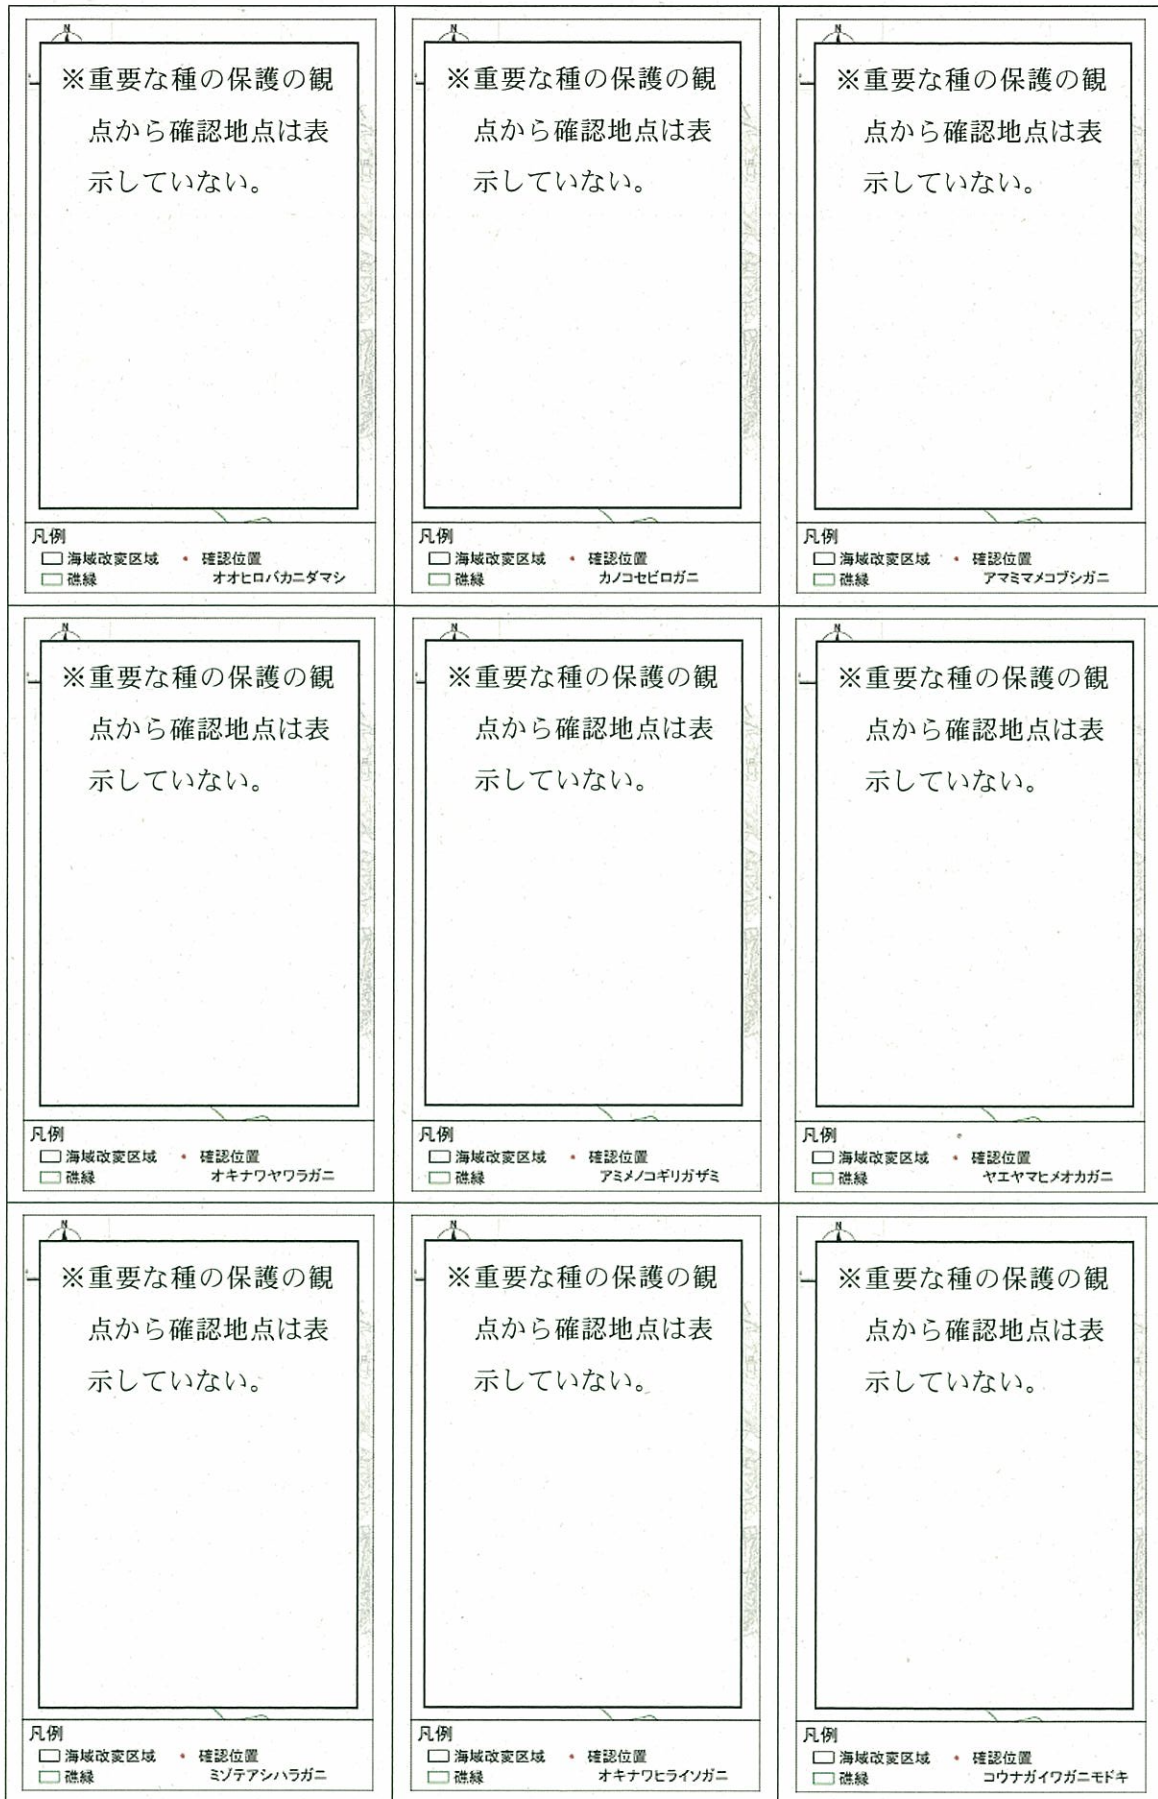 N
※重要な種の保護の観
点から確認地点は表
示していない。
凡例
海域改変区域 ・ 確認位置
礁縁 オオヒロバカニダマシ
N
※重要な種の保護の観
点から確認地点は表
示していない。
凡例
海域改変区域 ・ 確認位置
礁縁 カノコセビロガニ
N
※重要な種の保護の観
点から確認地点は表
示していない。
凡例
海域改変区域 ・ 確認位置
礁縁 アマミマメコブシガニ
N
※重要な種の保護の観
点から確認地点は表
示していない。
凡例
海域改変区域 ・ 確認位置
礁縁 オキナワヤワラガニ
N
※重要な種の保護の観
点から確認地点は表
示していない。
凡例
海域改変区域 ・ 確認位置
礁縁 アミメノコギリガザミ
N
※重要な種の保護の観
点から確認地点は表
示していない。
凡例
海域改変区域 ・ 確認位置
礁縁 ヤエヤマヒメオカガニ
N
※重要な種の保護の観
点から確認地点は表
示していない。
凡例
海域改変区域 ・ 確認位置
礁縁 ミゾテアシハラガニ
N
※重要な種の保護の観
点から確認地点は表
示していない。
凡例
海域改変区域 ・ 確認位置
礁縁 オキナワヒライソガニ
N
※重要な種の保護の観
点から確認地点は表
示していない。
凡例
海域改変区域 ・ 確認位置
礁縁 コウナガイワガニモドキ